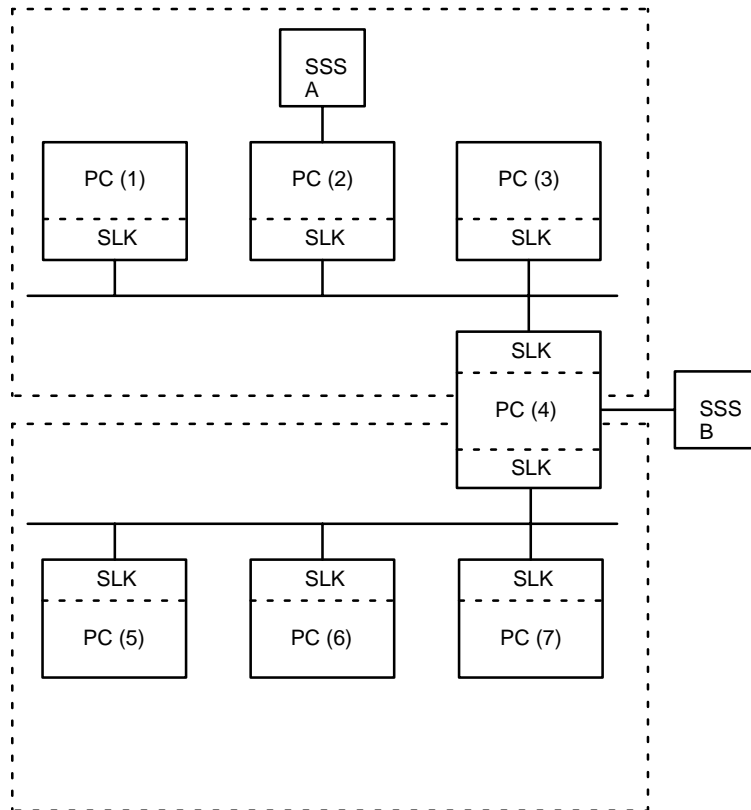 SSS
A
PC (1)
PC (2)
PC (3)
SLK
SLK
SLK
SLK
PC (4)
SLK
SSS
B
SLK
SLK
SLK
PC (5)
PC (6)
PC (7)